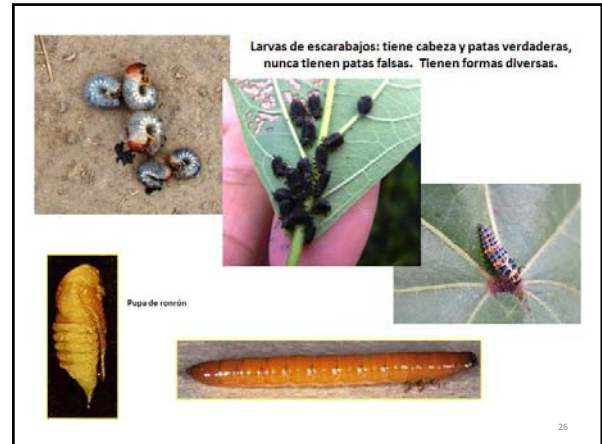 Larvas de escarabajos: tiene cabeza y patas verdaderas,
nunca tienen patas falsas.  Tienen formas diversas.
Pupa de ronrón
26